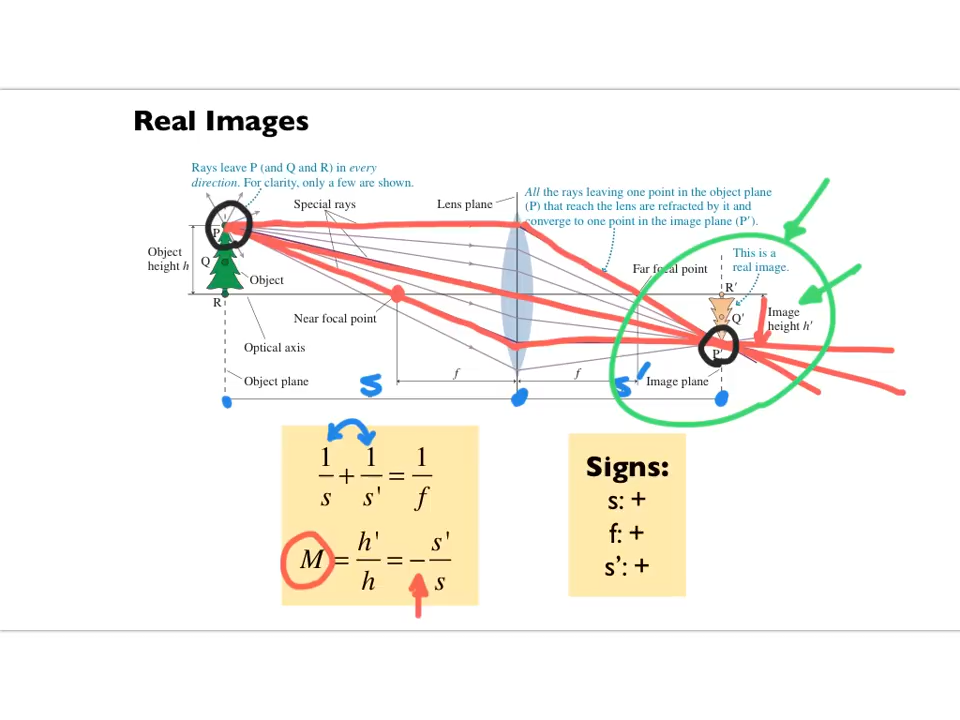 Real Images
Rays leave P (and Q and R) in every
direction. For clarity, only a few are shown.
Special rays
Lens plane
All the rays leaving one point in the object plane
(P) that reach the lens are refracted by it and
converge to one point in the image plane (P′).
P
Object
height h
Q
Object
R
Near focal point
Optical axis
Object plane
Far focal point
This is a
real image.
R′
Q′
Image
height h′
P′
f
f
Image plane
s
s'
1/s + 1/s' = 1/f
M = h'/h = − s'/s
Signs:
s: +
f: +
s’: +